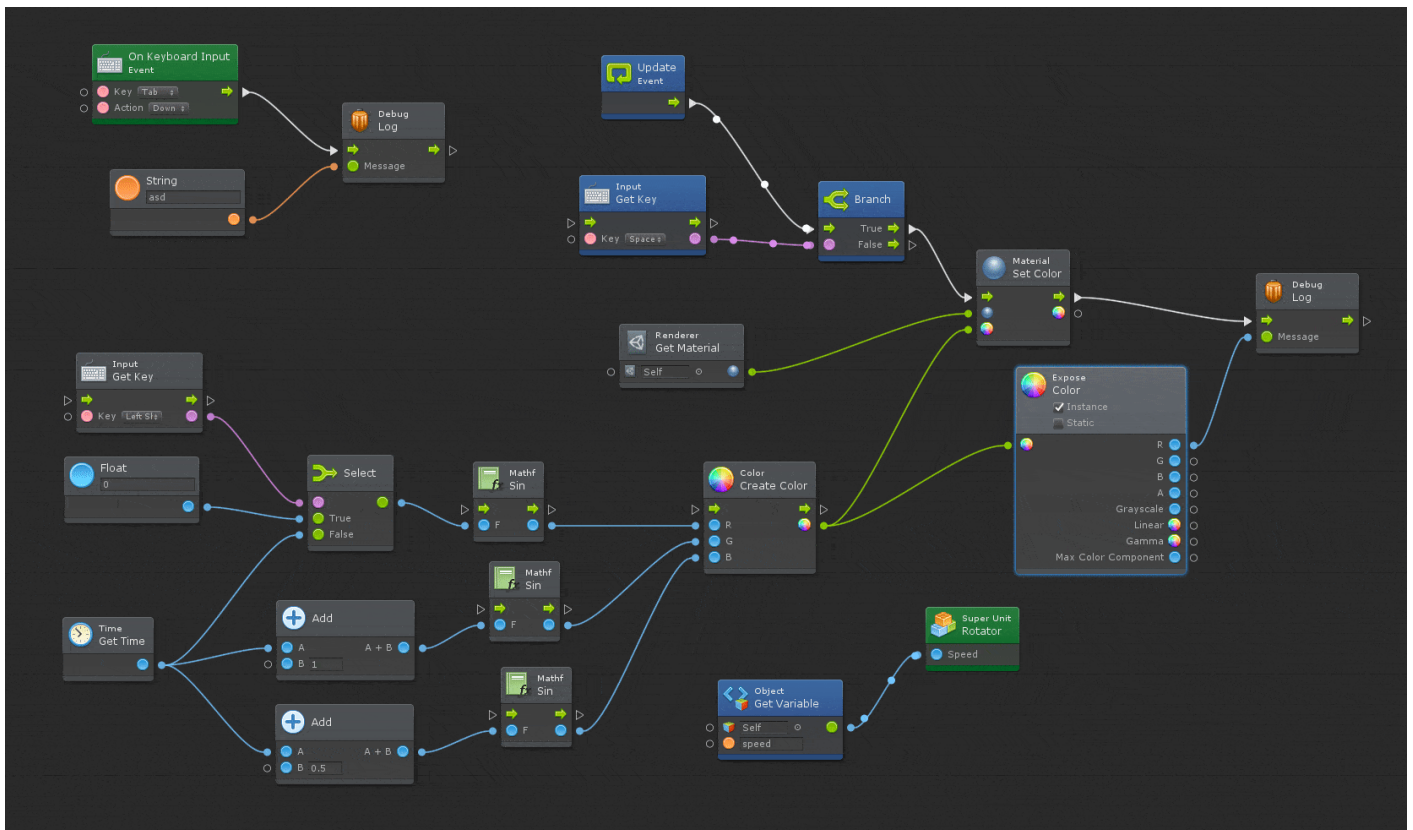 On Keyboard Input
Event
Key Tab
Action Down
Debug
Log
Message
String
asd
Update
Event
Input
Get Key
Key Space
Branch
True
False
Material
Set Color
Debug
Log
Message
Renderer
Get Material
Self
Expose
Color
Instance
Static
R
G
B
A
Grayscale
Linear
Gamma
Max Color Component
Input
Get Key
Key
Float
0
Select
True
False
Mathf
Sin
F
Color
Create Color
R
G
B
Mathf
Sin
F
Time
Get Time
Add
A A + B
B 1
Mathf
Sin
F
Add
A A + B
B 0.5
Super Unit
Rotator
Speed
Object
Get Variable
Self
speed